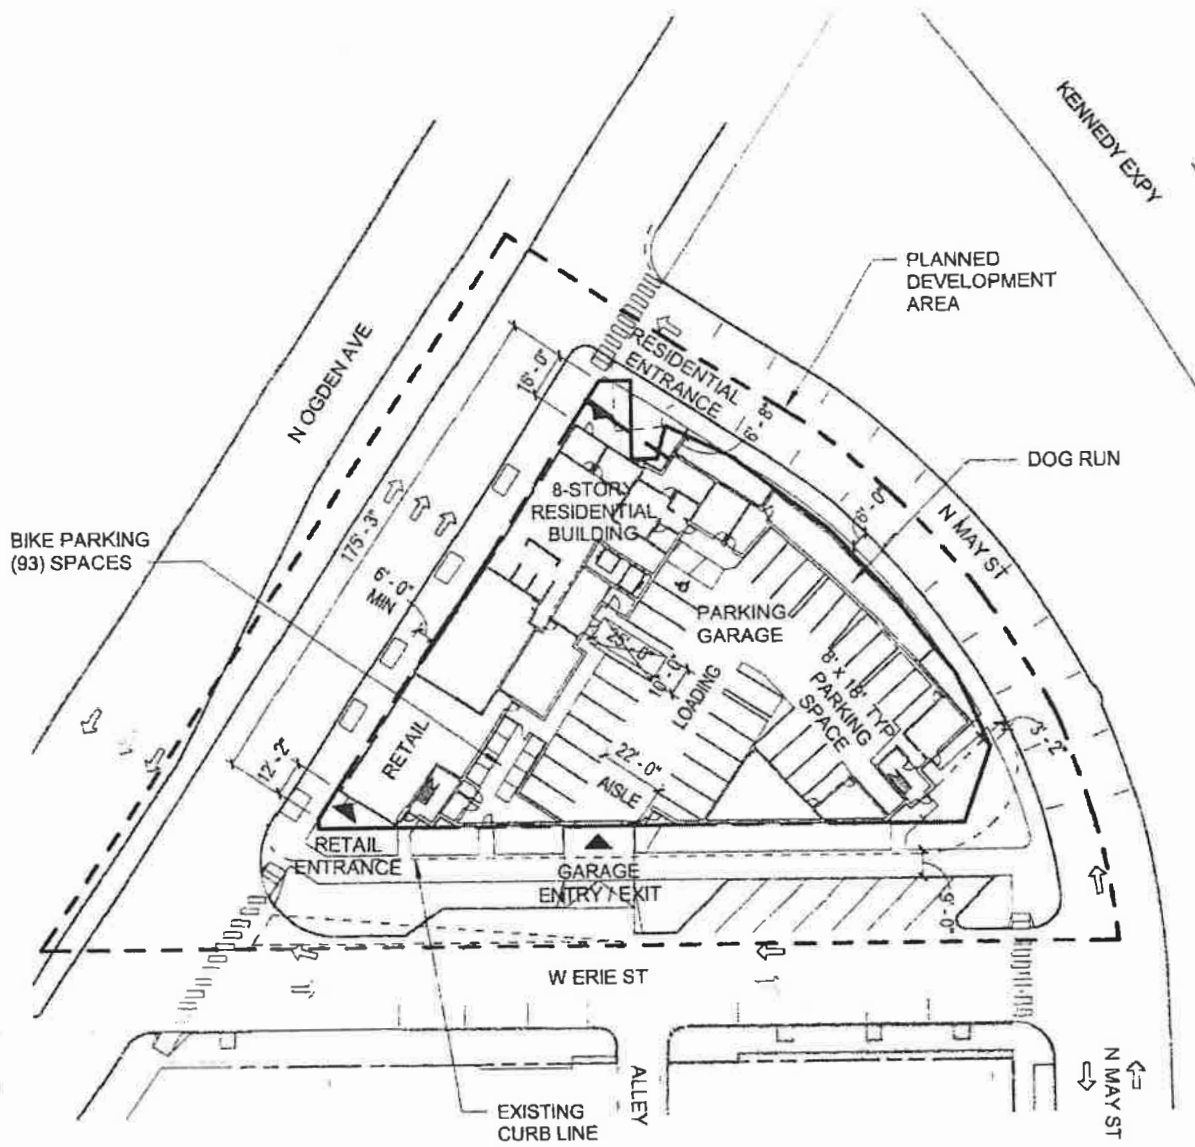 KENNEDY EXPY
PLANNED
DEVELOPMENT
AREA
N OGDEN AVE
RESIDENTIAL
ENTRANCE
16' - 0"
DOG RUN
8-STORY
RESIDENTIAL
BUILDING
N MAY ST
175' - 3"
BIKE PARKING
(93) SPACES
6' - 0"
MIN
PARKING
GARAGE
25' - 8"
10' - 0"
LOADING
8' X 18' TYP
PARKING
SPACE
RETAIL
22' - 0"
AISLE
3' - 2"
12' - 2"
RETAIL
ENTRANCE
GARAGE
ENTRY / EXIT
W ERIE ST
ALLEY
N MAY ST
EXISTING
CURB LINE